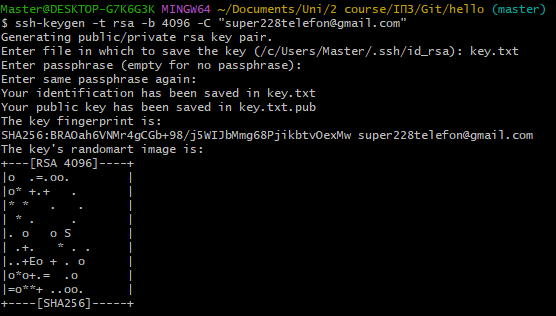 Master@DESKTOP-G7K6G3K MINGW64 ~/Documents/Uni/2 course/ІПЗ/Git/hello (master)
$ ssh-keygen -t rsa -b 4096 -C "super228telefon@gmail.com"
Generating public/private rsa key pair.
Enter file in which to save the key (/c/Users/Master/.ssh/id_rsa): key.txt
Enter passphrase (empty for no passphrase):
Enter same passphrase again:
Your identification has been saved in key.txt
Your public key has been saved in key.txt.pub
The key fingerprint is:
SHA256:BRAOah6VNMr4gCGb+98/j5WIJbMmg68PjikbtvOexMw super228telefon@gmail.com
The key's randomart image is:
+---[RSA 4096]----+
|o  .=.oo.        |
|o* +.+   .       |
|* *   .   .      |
| * .     .       |
|. o   o S        |
| .+.   * . .     |
|..+Eo + . o      |
|o*o+.=  .o       |
|=o**+ ..oo.      |
+----[SHA256]-----+